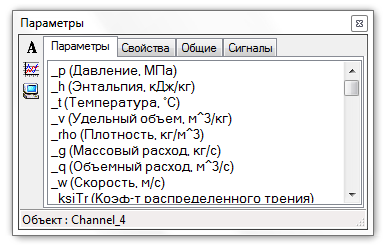 Параметры
A
Параметры Свойства Общие Сигналы
_p (Давление, МПа)
_h (Энтальпия, кДж/кг)
_t (Температура, °C)
_v (Удельный объем, м^3/кг)
_rho (Плотность, кг/м^3)
_g (Массовый расход, кг/с)
_q (Объемный расход, м^3/с)
_w (Скорость, м/с)
_ksiTr (Коэф-т распределенного трения)
Объект : Channel_4